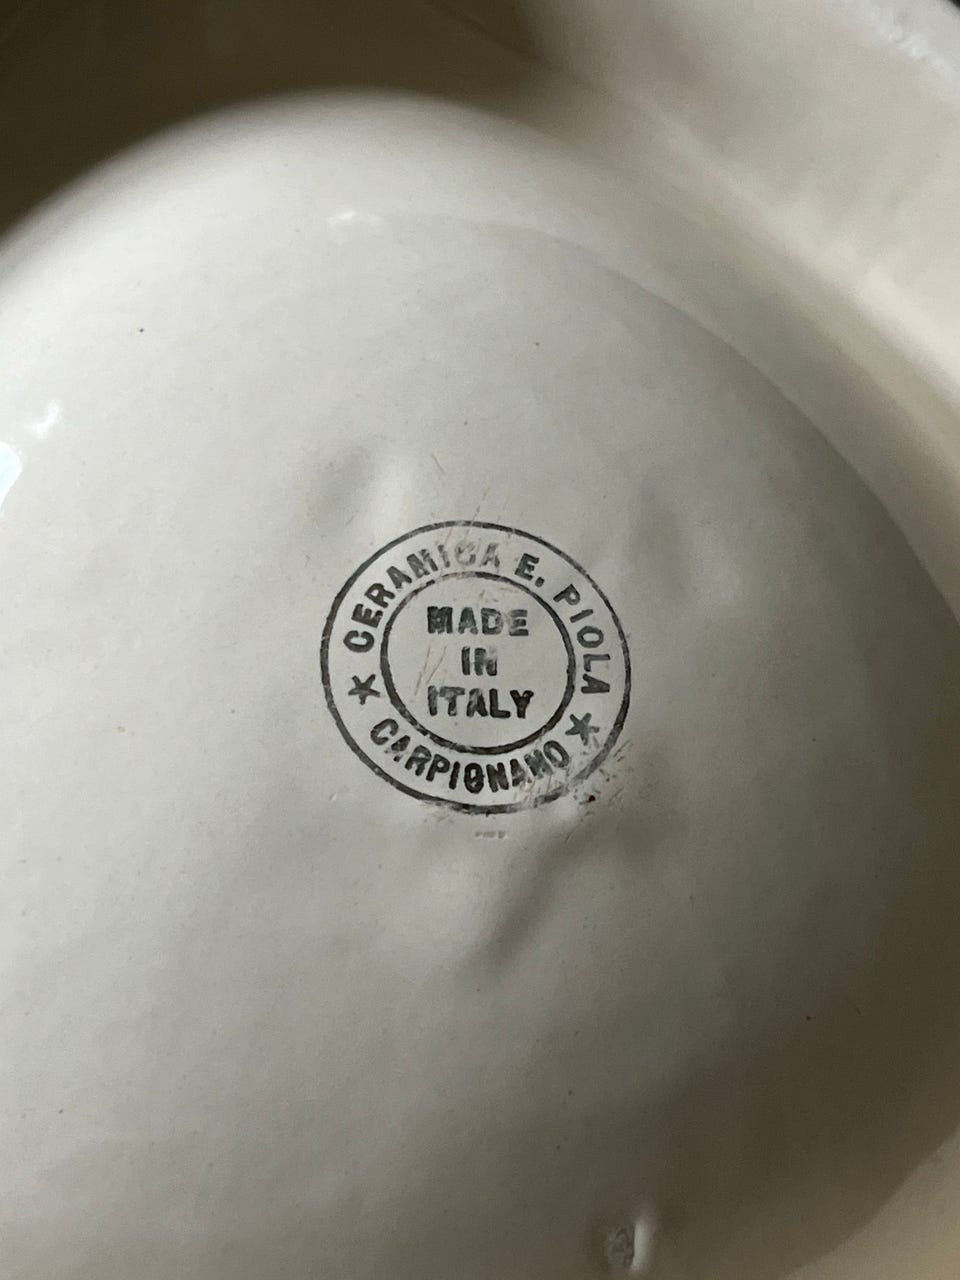 CERAMICA E. PIOLA
MADE
IN
ITALY
★ CARPIGNANO ★